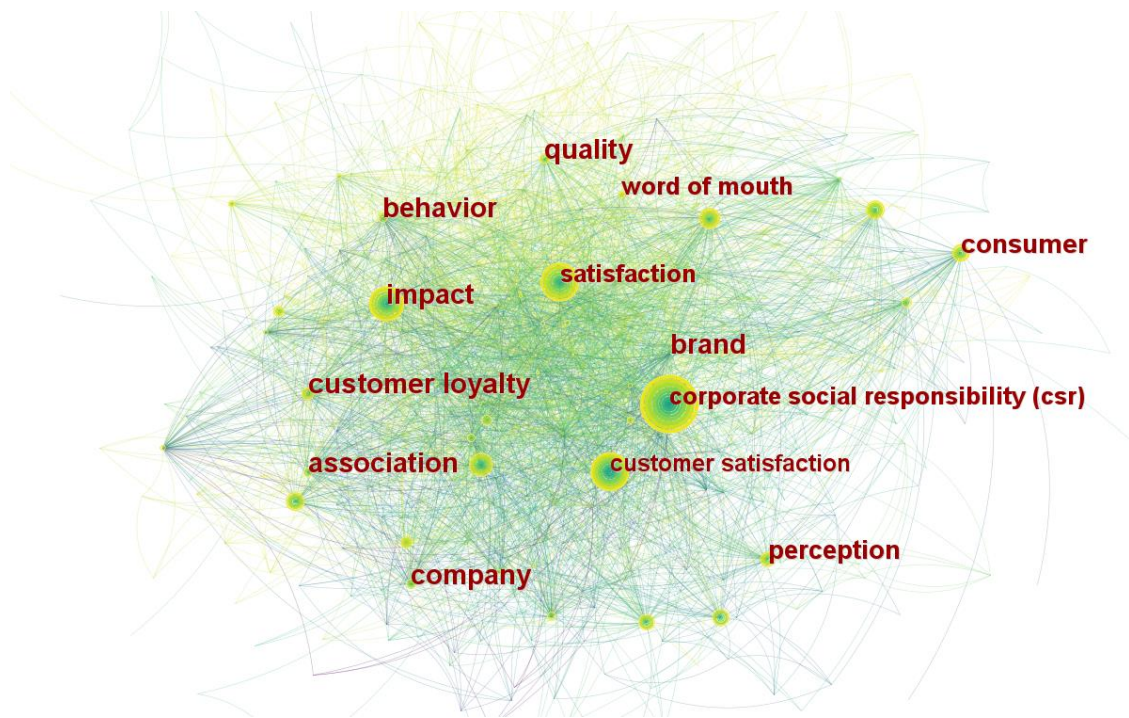 quality
word of mouth
behavior
consumer
satisfaction
impact
brand
customer loyalty
corporate social responsibility (csr)
association
customer satisfaction
perception
company